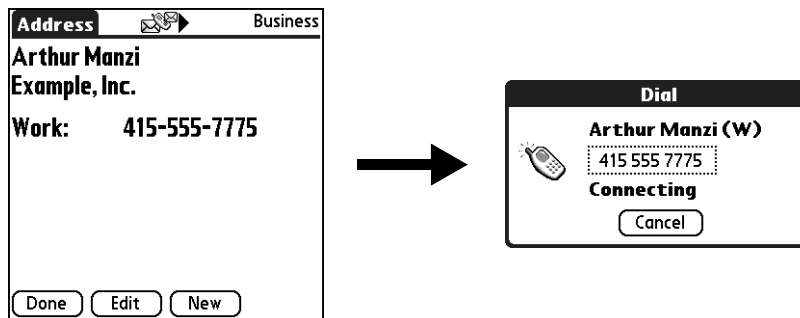 Address Business
Arthur Manzi
Example, Inc.
Work: 415-555-7775
Done Edit New
Dial
Arthur Manzi (W)
415 555 7775
Connecting
Cancel